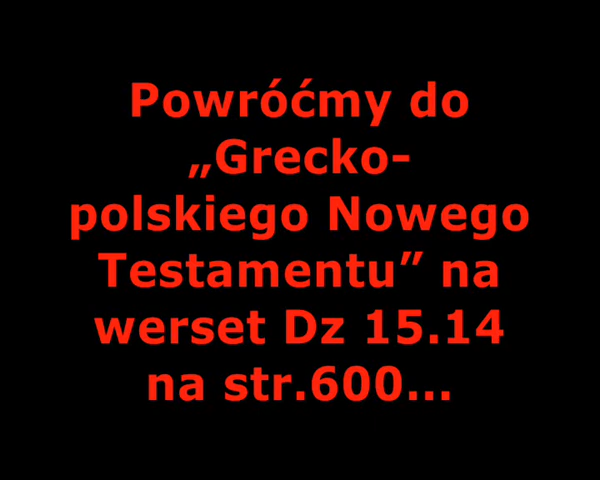 Powróćmy do
„Grecko-
polskiego Nowego
Testamentu” na
werset Dz 15.14
na str.600...